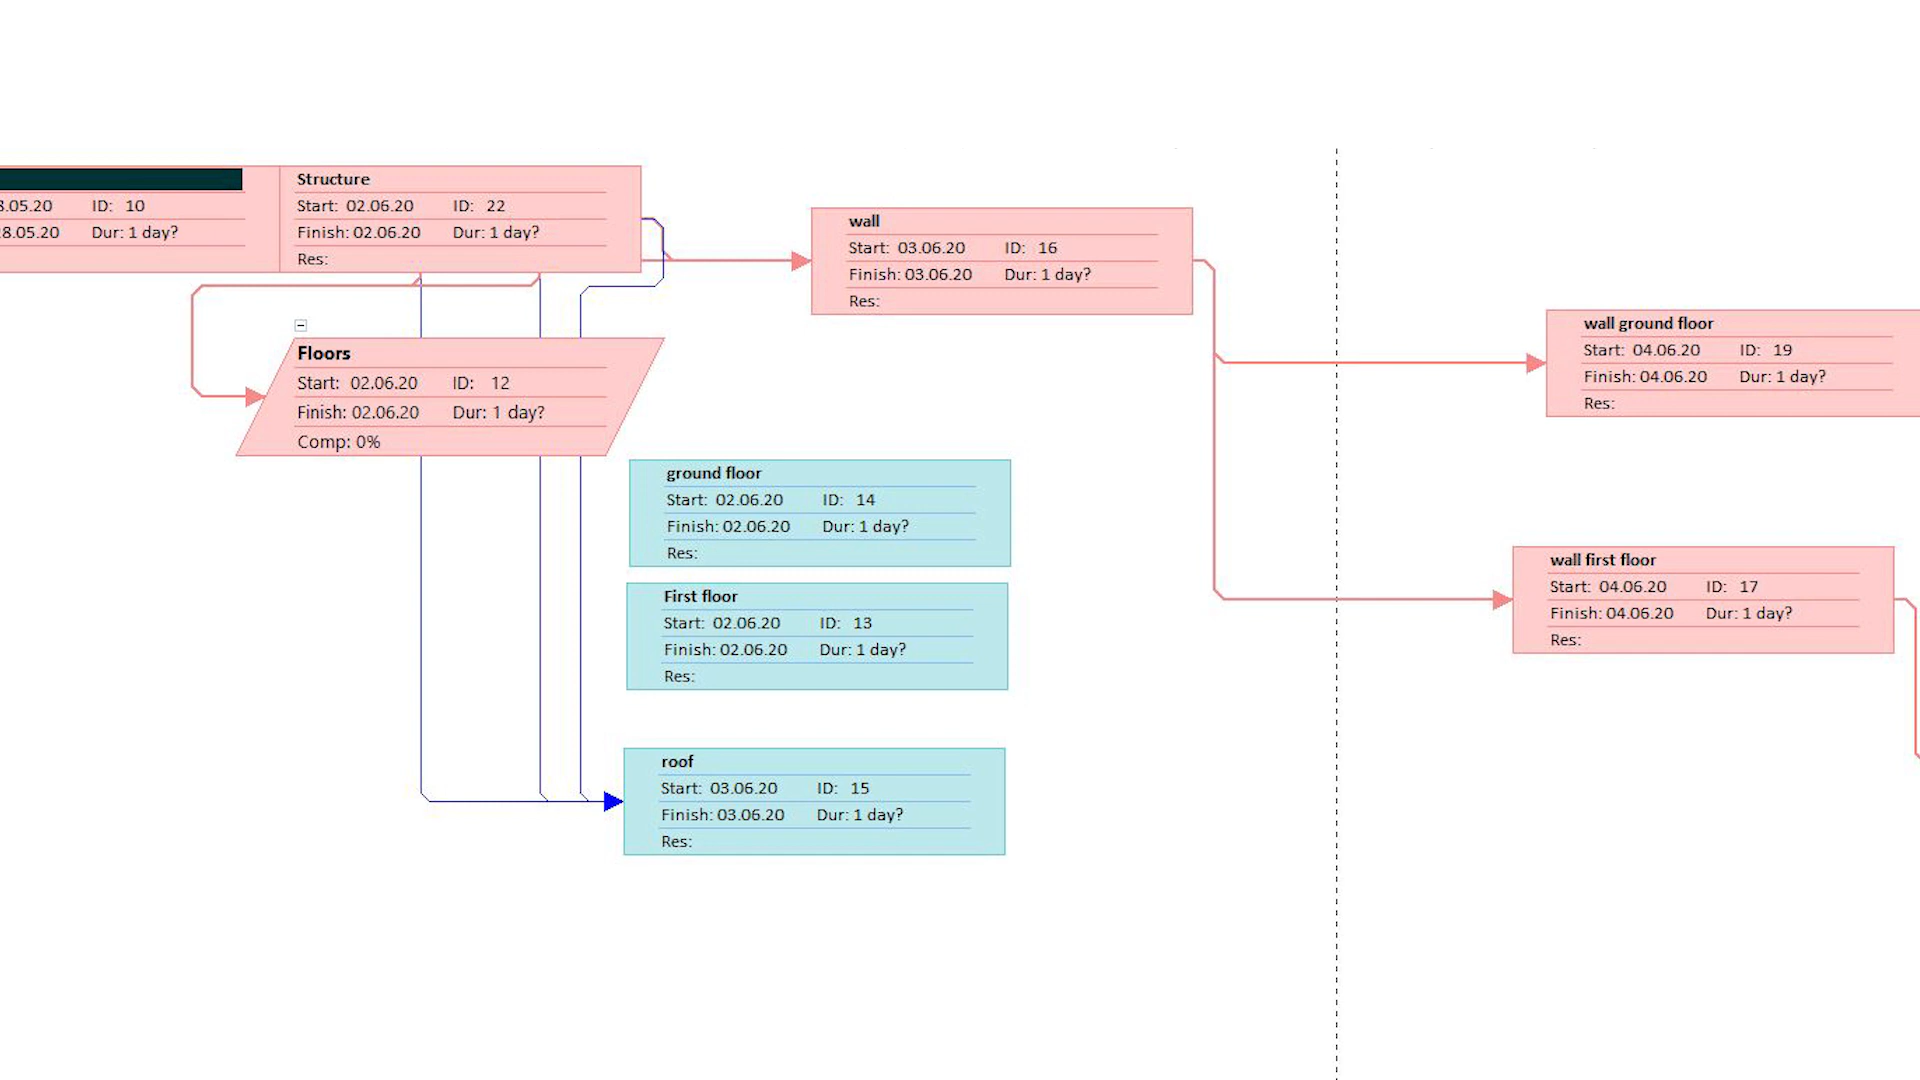 8.05.20 ID: 10
28.05.20 Dur: 1 day?
Structure
Start: 02.06.20 ID: 22
Finish: 02.06.20 Dur: 1 day?
Res:
wall
Start: 03.06.20 ID: 16
Finish: 03.06.20 Dur: 1 day?
Res:
wall ground floor
Start: 04.06.20 ID: 19
Finish: 04.06.20 Dur: 1 day?
Res:
Floors
Start: 02.06.20 ID: 12
Finish: 02.06.20 Dur: 1 day?
Comp: 0%
ground floor
Start: 02.06.20 ID: 14
Finish: 02.06.20 Dur: 1 day?
Res:
First floor
Start: 02.06.20 ID: 13
Finish: 02.06.20 Dur: 1 day?
Res:
wall first floor
Start: 04.06.20 ID: 17
Finish: 04.06.20 Dur: 1 day?
Res:
roof
Start: 03.06.20 ID: 15
Finish: 03.06.20 Dur: 1 day?
Res: